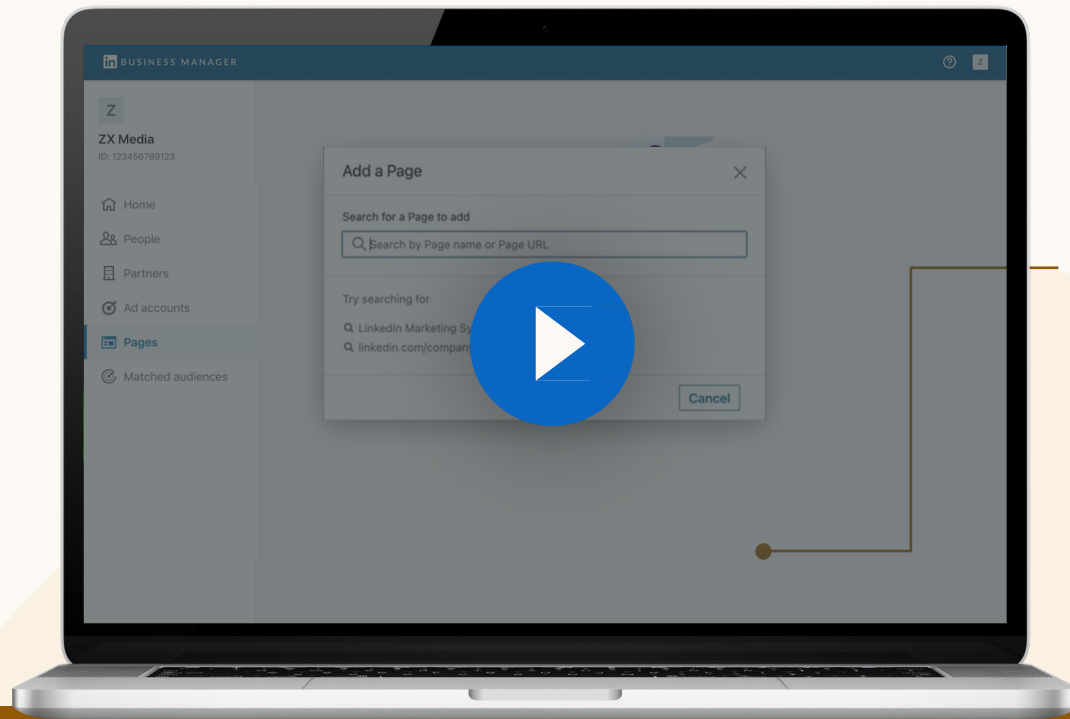 in BUSINESS MANAGER
Z
Z
ZX Media
ID: 123456789123
Home
People
Partners
Ad accounts
Pages
Matched audiences
Add a Page
Search for a Page to add
Search by Page name or Page URL
Try searching for
LinkedIn Marketing
linkedin.com/company
Cancel